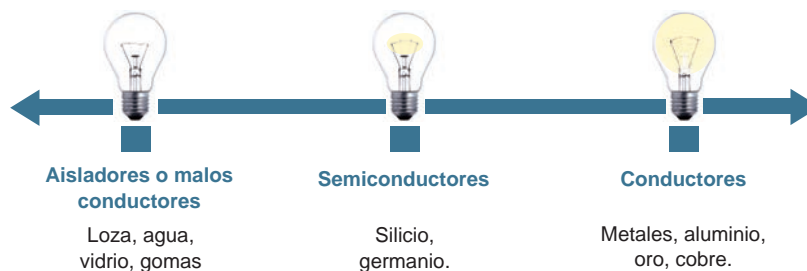 Aisladores o malos
conductores
Loza, agua,
vidrio, gomas
Semiconductores
Silicio,
germanio.
Conductores
Metales, aluminio,
oro, cobre.